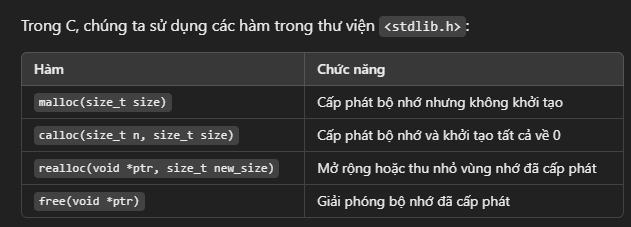 Trong C, chúng ta sử dụng các hàm trong thư viện <stdlib.h>:
Hàm Chức năng
malloc(size_t size) Cấp phát bộ nhớ nhưng không khởi tạo
calloc(size_t n, size_t size) Cấp phát bộ nhớ và khởi tạo tất cả về 0
realloc(void *ptr, size_t new_size) Mở rộng hoặc thu nhỏ vùng nhớ đã cấp phát
free(void *ptr) Giải phóng bộ nhớ đã cấp phát